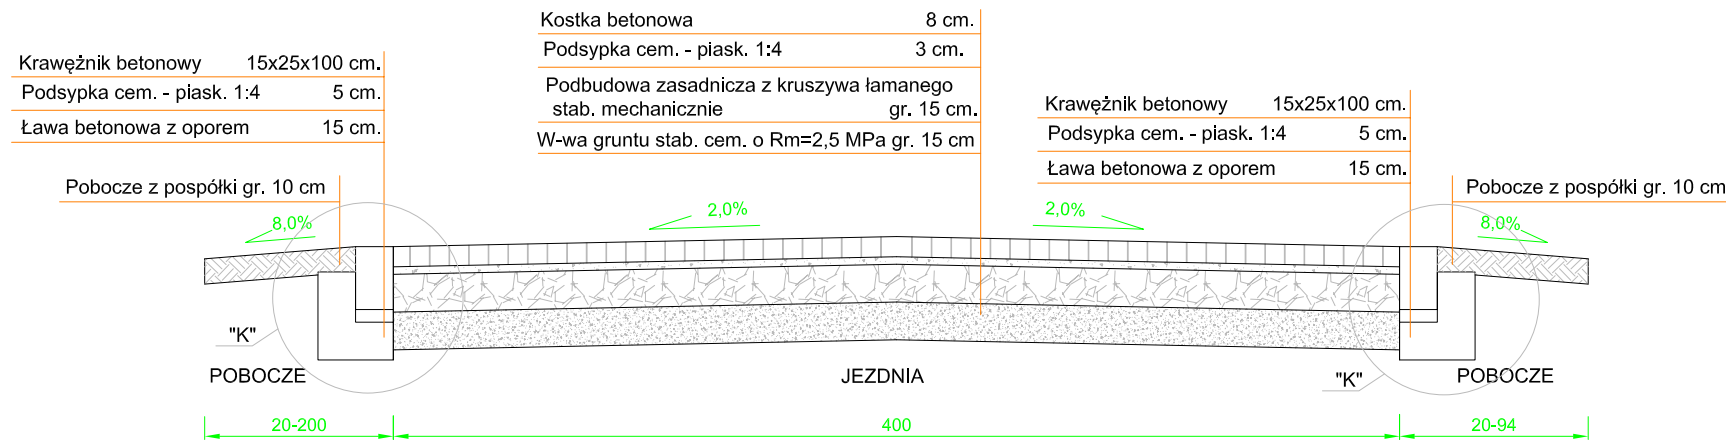 Kostka betonowa 8 cm.
Podsypka cem. - piask. 1:4 3 cm.
Podbudowa zasadnicza z kruszywa łamanego
stab. mechanicznie gr. 15 cm.
W-wa gruntu stab. cem. o Rm=2,5 MPa gr. 15 cm
Krawężnik betonowy 15x25x100 cm.
Podsypka cem. - piask. 1:4 5 cm.
Ława betonowa z oporem 15 cm.
Pobocze z pospółki gr. 10 cm
Krawężnik betonowy 15x25x100 cm.
Podsypka cem. - piask. 1:4 5 cm.
Ława betonowa z oporem 15 cm.
Pobocze z pospółki gr. 10 cm
8,0%
2,0%
2,0%
8,0%
"K"
POBOCZE
JEZDNIA
"K"
POBOCZE
20-200
400
20-94